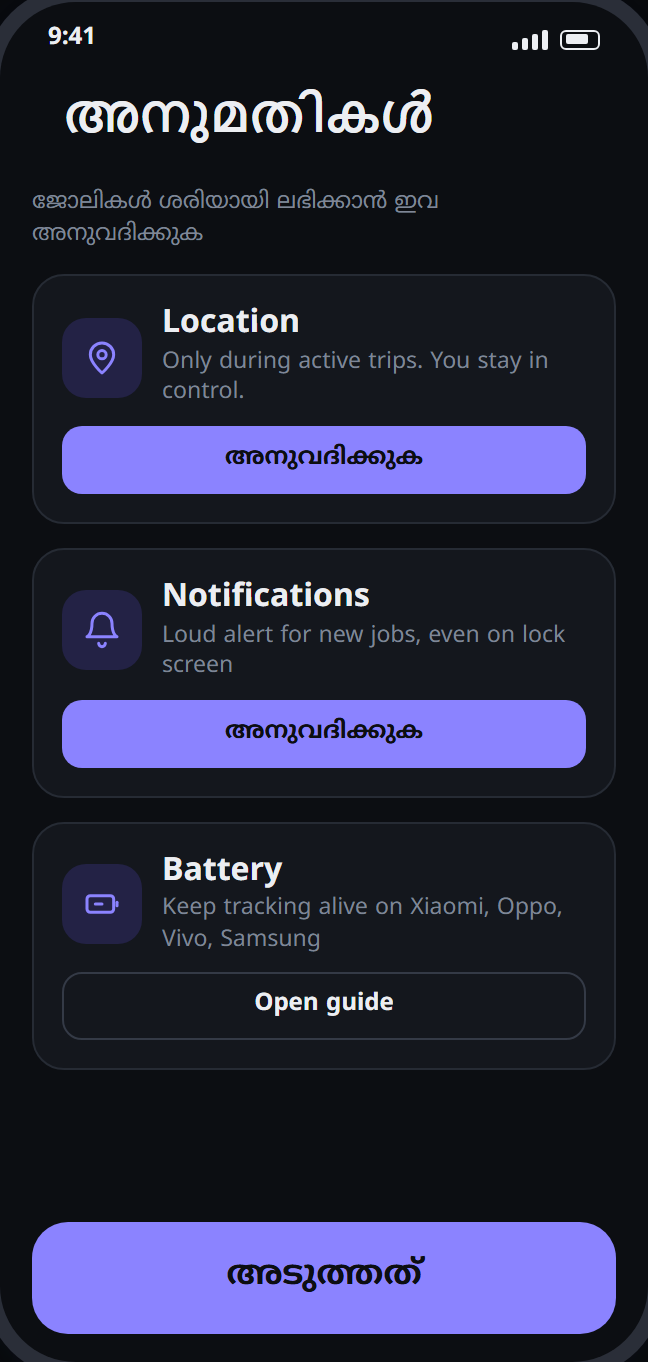 9:41
അനുമതികൾ
ജോലികൾ ശരിയായി ലഭിക്കാൻ ഇവ
അനുവദിക്കുക
Location
Only during active trips. You stay in
control.
അനുവദിക്കുക
Notifications
Loud alert for new jobs, even on lock
screen
അനുവദിക്കുക
Battery
Keep tracking alive on Xiaomi, Oppo,
Vivo, Samsung
Open guide
അടുത്തത്